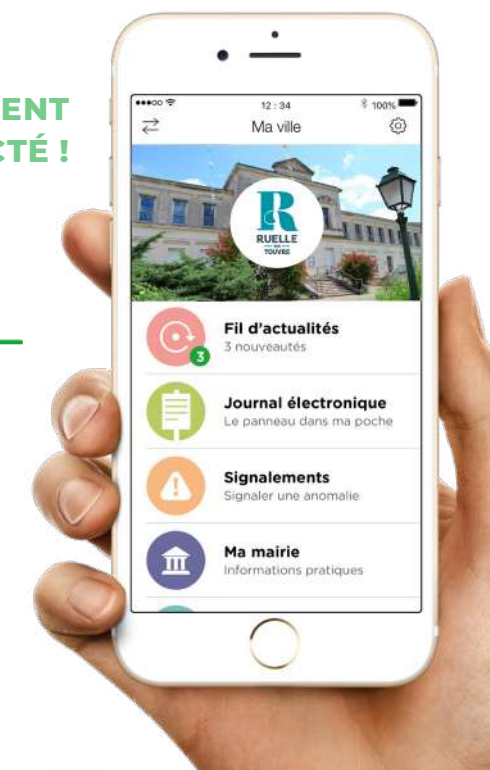 ENT
CTÉ !
12 : 34
100%
Ma ville
R
RUELLE
SUR
TOUVRE
Fil d'actualités
3 nouveautés
3
Journal électronique
Le panneau dans ma poche
Signalements
Signaler une anomalie
Ma mairie
Informations pratiques